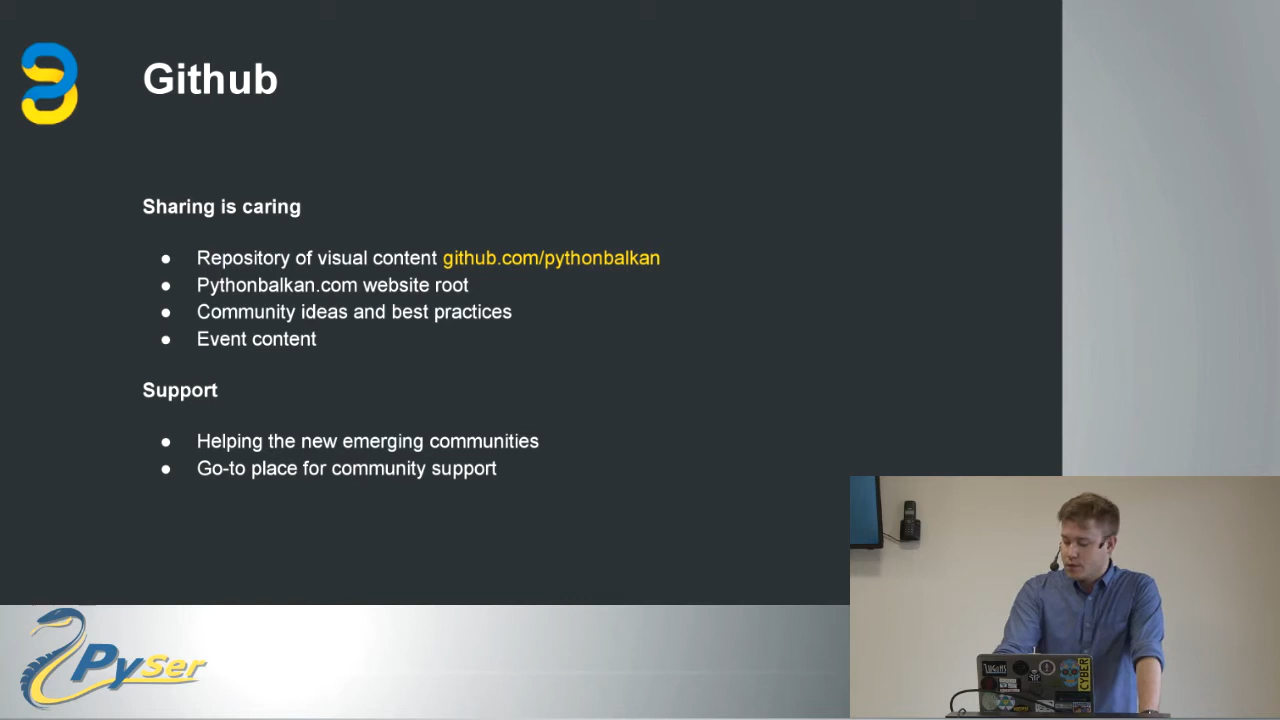 Github
Sharing is caring
● Repository of visual content github.com/pythonbalkan
● Pythonbalkan.com website root
● Community ideas and best practices
● Event content
Support
● Helping the new emerging communities
● Go-to place for community support
PySer
CYBER